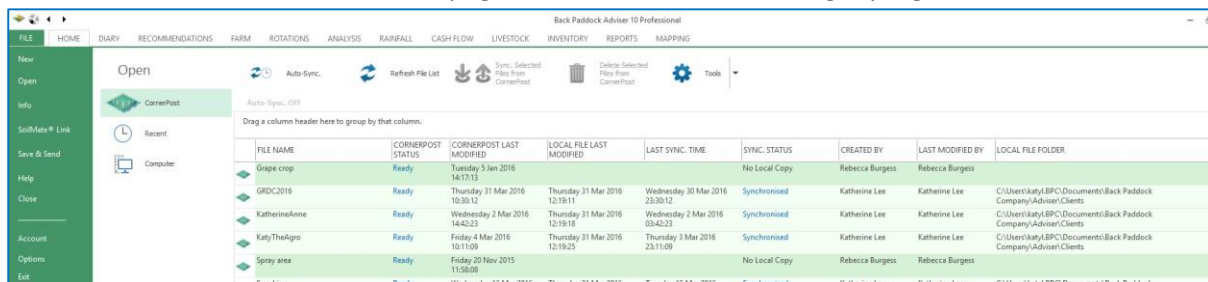 Back Paddock Adviser 10 Professional
FILE HOME DIARY RECOMMENDATIONS FARM ROTATIONS ANALYSIS RAINFALL CASH FLOW LIVESTOCK INVENTORY REPORTS MAPPING
New
Open
Info
SoilMate® Link
Save & Send
Help
Close
Account
Options
Exit
Open
CornerPost
Recent
Computer
Auto-Sync.
Refresh File List
Sync. Selected
Files from
CornerPost
Delete Selected
Files from
CornerPost
Tools
Auto-Sync. Off
Drag a column header here to group by that column.
FILE NAME CORNERPOST STATUS CORNERPOST LAST MODIFIED LOCAL FILE LAST MODIFIED LAST SYNC. TIME SYNC. STATUS CREATED BY LAST MODIFIED BY LOCAL FILE FOLDER
Grape crop Ready Tuesday 5 Jan 2016 No Local Copy Rebecca Burgess Rebecca Burgess
14:17:13
GRDC2016 Ready Thursday 31 Mar 2016 Thursday 31 Mar 2016 Wednesday 30 Mar 2016 Synchronised Katherine Lee Katherine Lee C:\Users\katyl.BPC\Documents\Back Paddock
10:30:12 12:19:11 23:30:12 Company\Adviser\Clients
KatherineAnne Ready Wednesday 2 Mar 2016 Thursday 31 Mar 2016 Wednesday 2 Mar 2016 Synchronised Katherine Lee Katherine Lee C:\Users\katyl.BPC\Documents\Back Paddock
14:42:23 12:19:18 03:42:23 Company\Adviser\Clients
KatyTheAgro Ready Friday 4 Mar 2016 Thursday 31 Mar 2016 Thursday 3 Mar 2016 Synchronised Katherine Lee Katherine Lee C:\Users\katyl.BPC\Documents\Back Paddock
10:11:09 12:19:25 23:11:09 Company\Adviser\Clients
Spray area Ready Friday 20 Nov 2015 No Local Copy Rebecca Burgess Rebecca Burgess
11:58:08